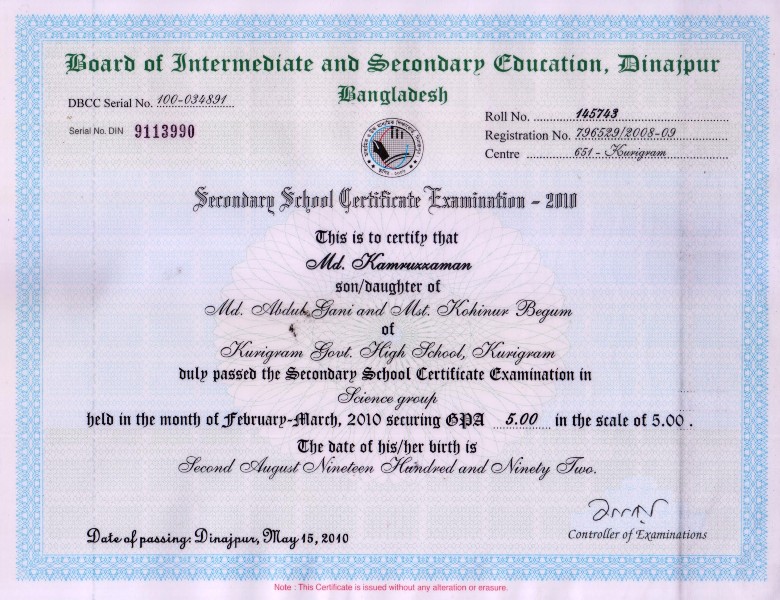 Board of Intermediate and Secondary Education, Dinajpur
Bangladesh
DBCC Serial No. 100-034891
Serial No. DIN 9113990
Roll No. 145743
Registration No. 796529/2008-09
Centre 651 - Kurigram
Secondary School Certificate Examination - 2010
This is to certify that
Md. Kamruzzaman
son/daughter of
Md. Abdul Gani and Mst. Kohinur Begum
of
Kurigram Govt. High School, Kurigram
duly passed the Secondary School Certificate Examination in
Science group
held in the month of February-March, 2010 securing GPA 5.00 in the scale of 5.00 .
The date of his/her birth is
Second August Nineteen Hundred and Ninety Two.
Date of passing: Dinajpur, May 15, 2010
Controller of Examinations
Note : This Certificate is issued without any alteration or erasure.